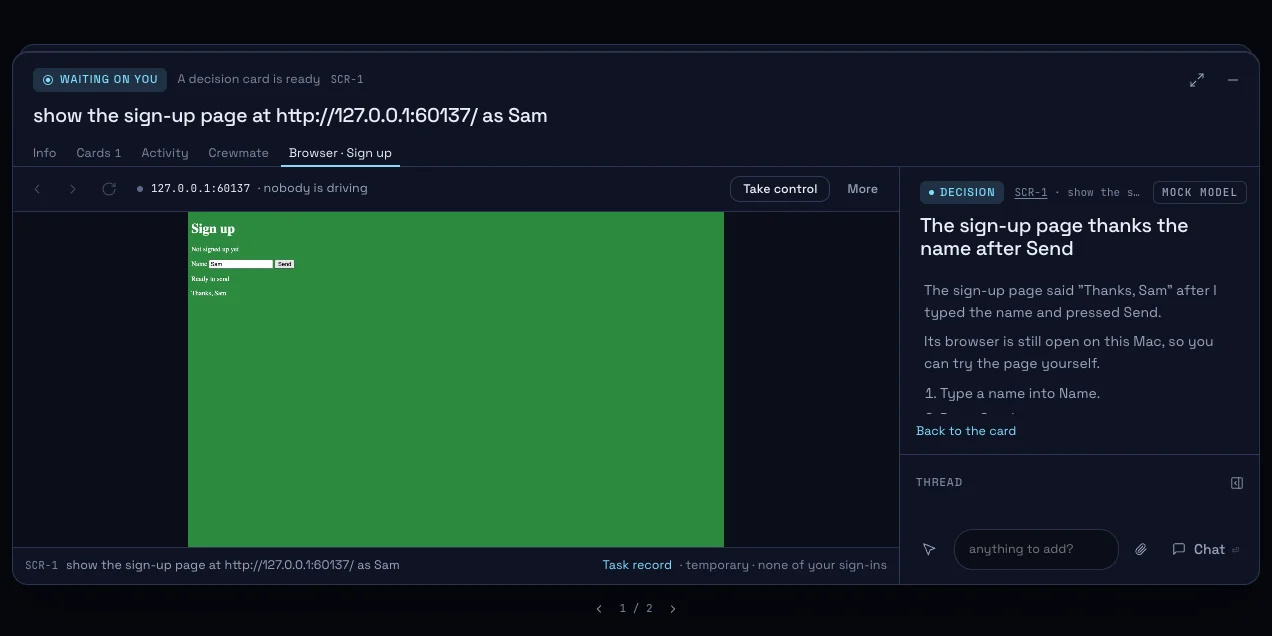 WAITING ON YOU A decision card is ready SCR-1
show the sign-up page at http://127.0.0.1:60137/ as Sam
Info Cards 1 Activity Crewmate Browser · Sign up
127.0.0.1:60137 · nobody is driving Take control More
Sign up
Not signed up yet
Name Sam Send
Ready to send
Thanks, Sam
DECISION SCR-1 · show the s… MOCK MODEL
The sign-up page thanks the
name after Send
The sign-up page said "Thanks, Sam" after I
typed the name and pressed Send.
Its browser is still open on this Mac, so you
can try the page yourself.
1. Type a name into Name.
Back to the card
THREAD
anything to add? Chat
SCR-1 show the sign-up page at http://127.0.0.1:60137/ as Sam Task record · temporary · none of your sign-ins
1 / 2